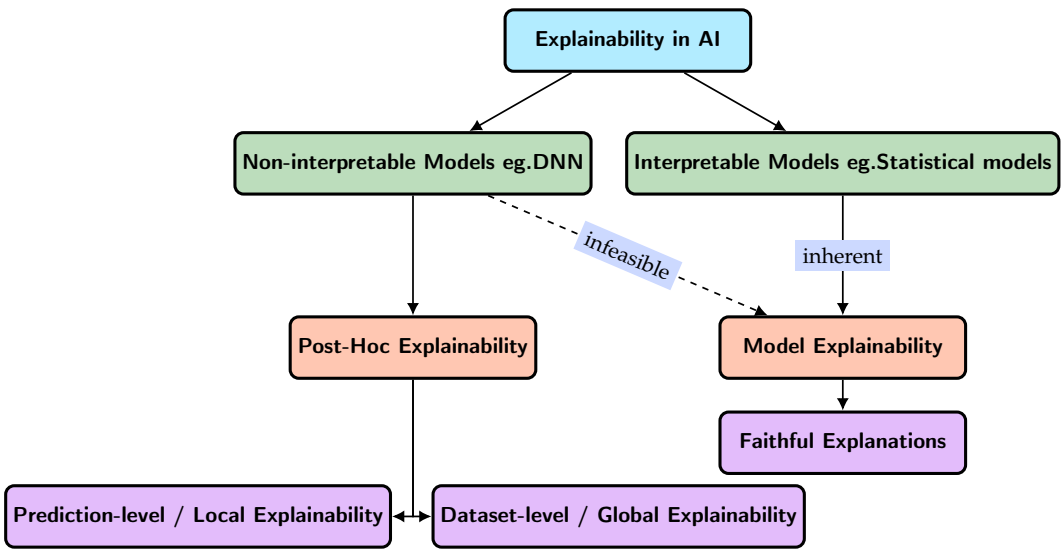 Explainability in AI
Non-interpretable Models eg.DNN
Interpretable Models eg.Statistical models
infeasible
inherent
Post-Hoc Explainability
Model Explainability
Faithful Explanations
Prediction-level / Local Explainability
Dataset-level / Global Explainability